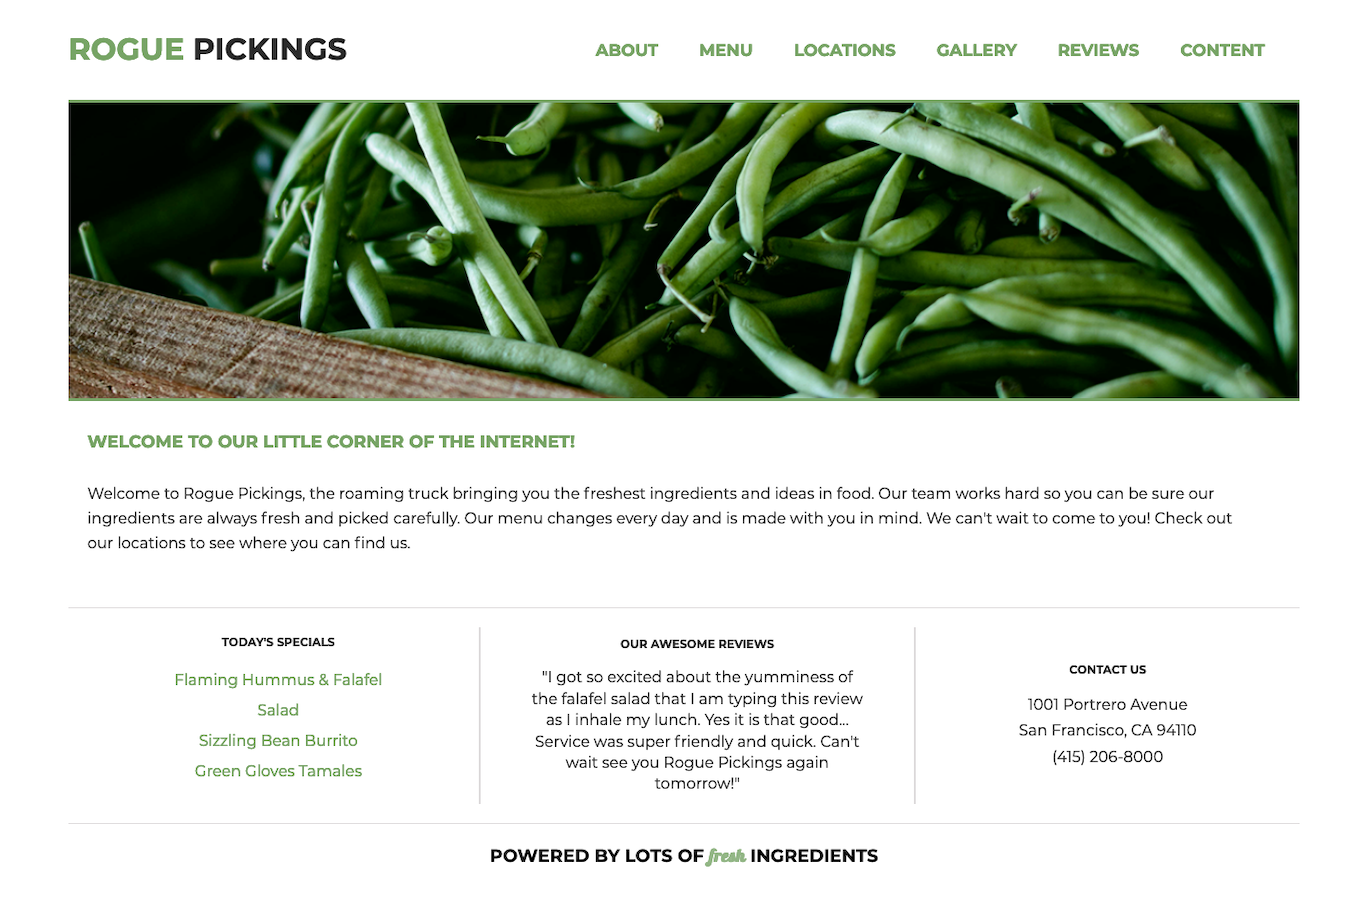 ROGUE PICKINGS
ABOUT MENU LOCATIONS GALLERY REVIEWS CONTENT
WELCOME TO OUR LITTLE CORNER OF THE INTERNET!
Welcome to Rogue Pickings, the roaming truck bringing you the freshest ingredients and ideas in food. Our team works hard so you can be sure our
ingredients are always fresh and picked carefully. Our menu changes every day and is made with you in mind. We can't wait to come to you! Check out
our locations to see where you can find us.
TODAY'S SPECIALS
Flaming Hummus & Falafel
Salad
Sizzling Bean Burrito
Green Gloves Tamales
OUR AWESOME REVIEWS
"I got so excited about the yumminess of
the falafel salad that I am typing this review
as I inhale my lunch. Yes it is that good...
Service was super friendly and quick. Can't
wait see you Rogue Pickings again
tomorrow!"
CONTACT US
1001 Portrero Avenue
San Francisco, CA 94110
(415) 206-8000
POWERED BY LOTS OF fresh INGREDIENTS